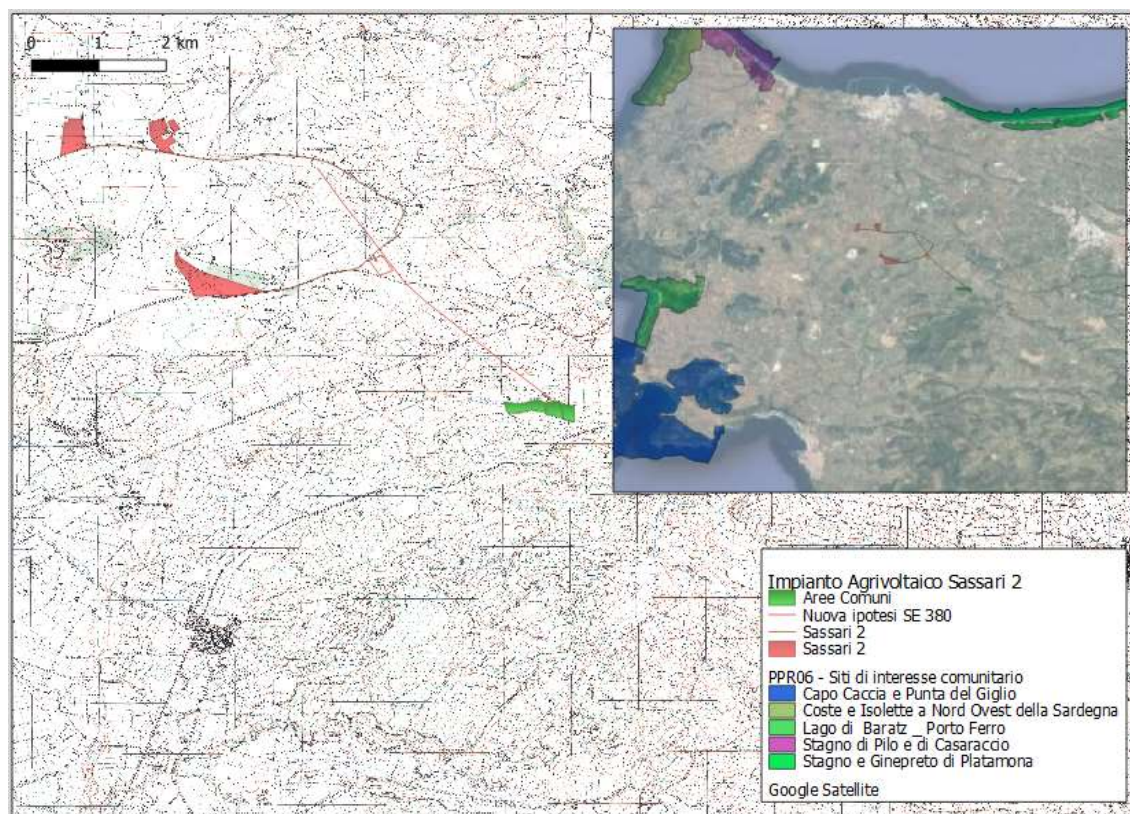 0 1 2 km
Impianto Agrivoltaico Sassari 2
Aree Comuni
Nuova ipotesi SE 380
Sassari 2
Sassari 2
PPR06 - Siti di interesse comunitario
Capo Caccia e Punta del Giglio
Coste e Isolette a Nord Ovest della Sardegna
Lago di Baratz _ Porto Ferro
Stagno di Pilo e di Casaraccio
Stagno e Ginepreto di Platamona
Google Satellite